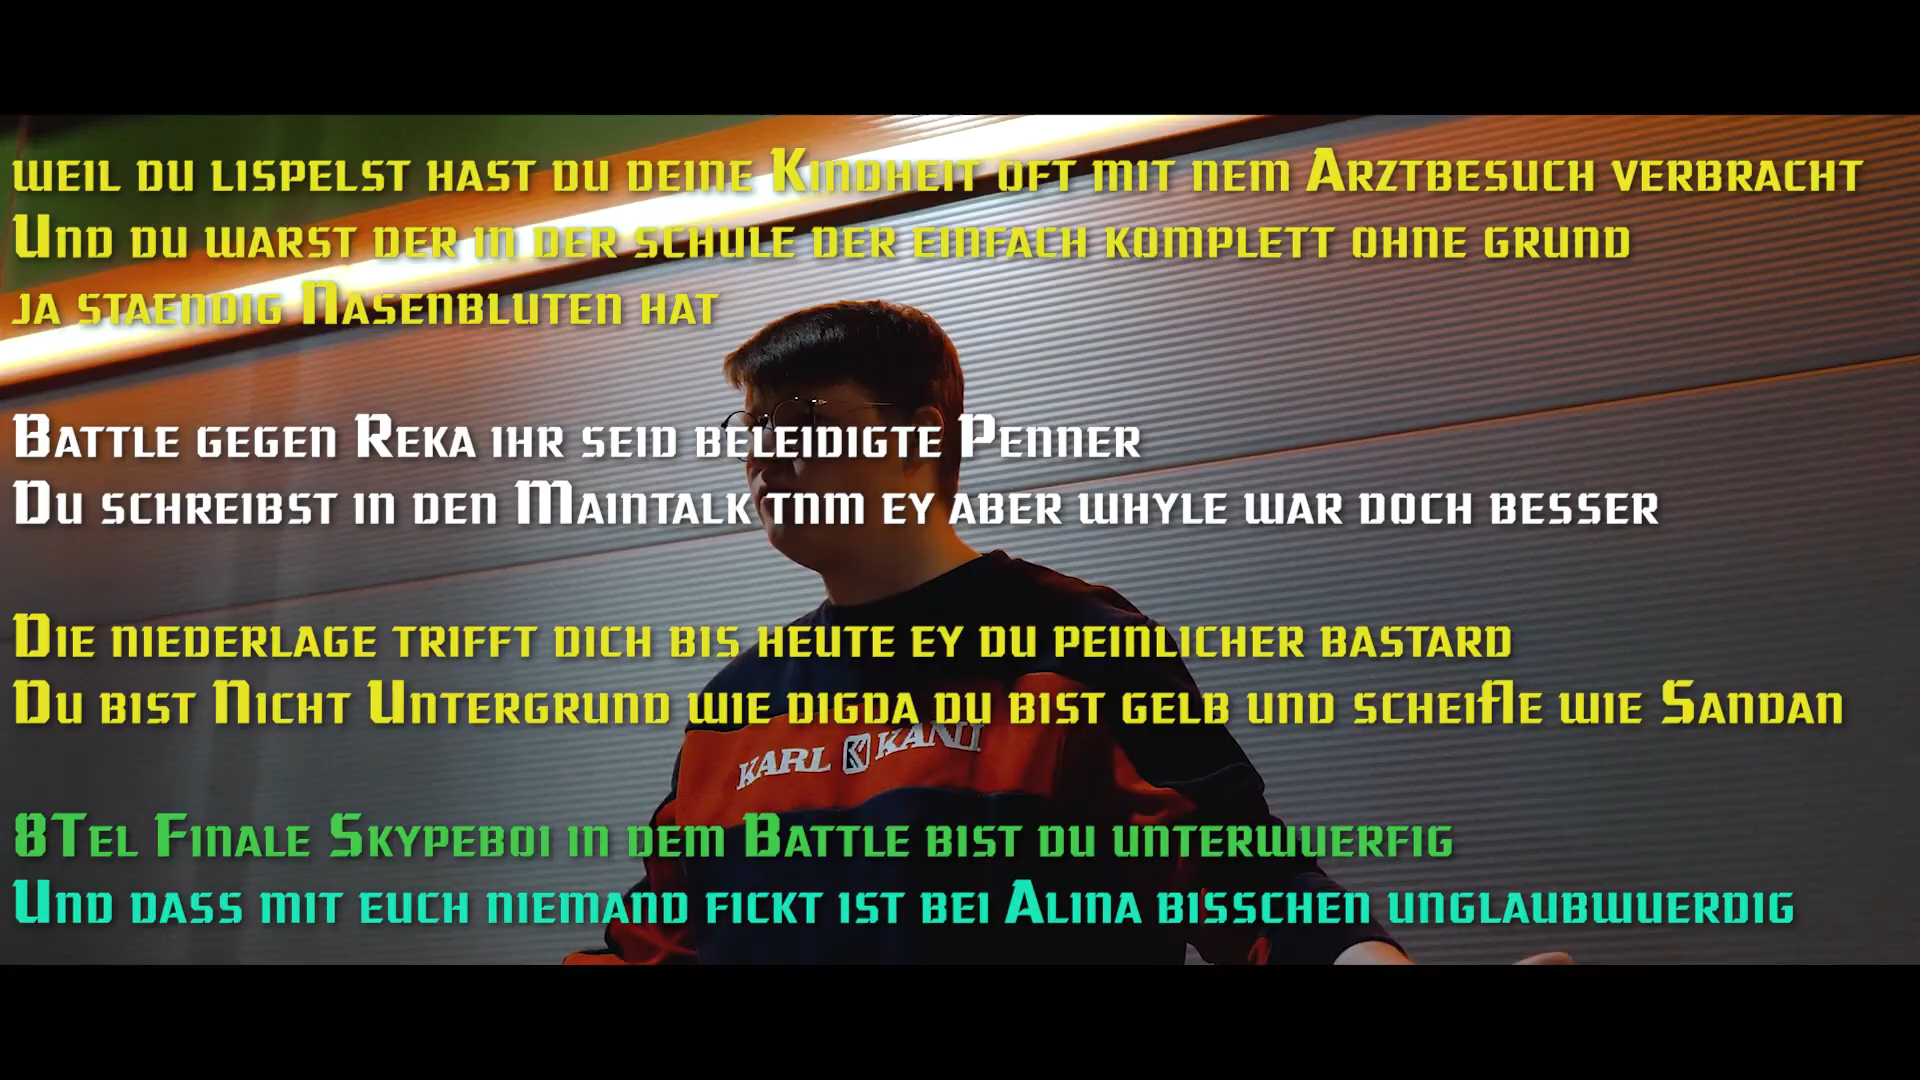 weil du lispelst hast du deine Kindheit oft mit nem Arztbesuch verbracht
Und du warst der in der schule der einfach komplett ohne grund
ja staendig Nasenbluten hat
Battle gegen Reka ihr seid beleidigte Penner
Du schreibst in den Maintalk tnm ey aber whyle war doch besser
Die niederlage trifft dich bis heute ey du peinlicher bastard
Du bist Nicht Untergrund wie digda du bist gelb und scheiße wie Sandan
KARL KANI
8Tel Finale Skypeboi in dem Battle bist du unterwuerfig
Und dass mit euch niemand fickt ist bei Alina bisschen unglaubwuerdig